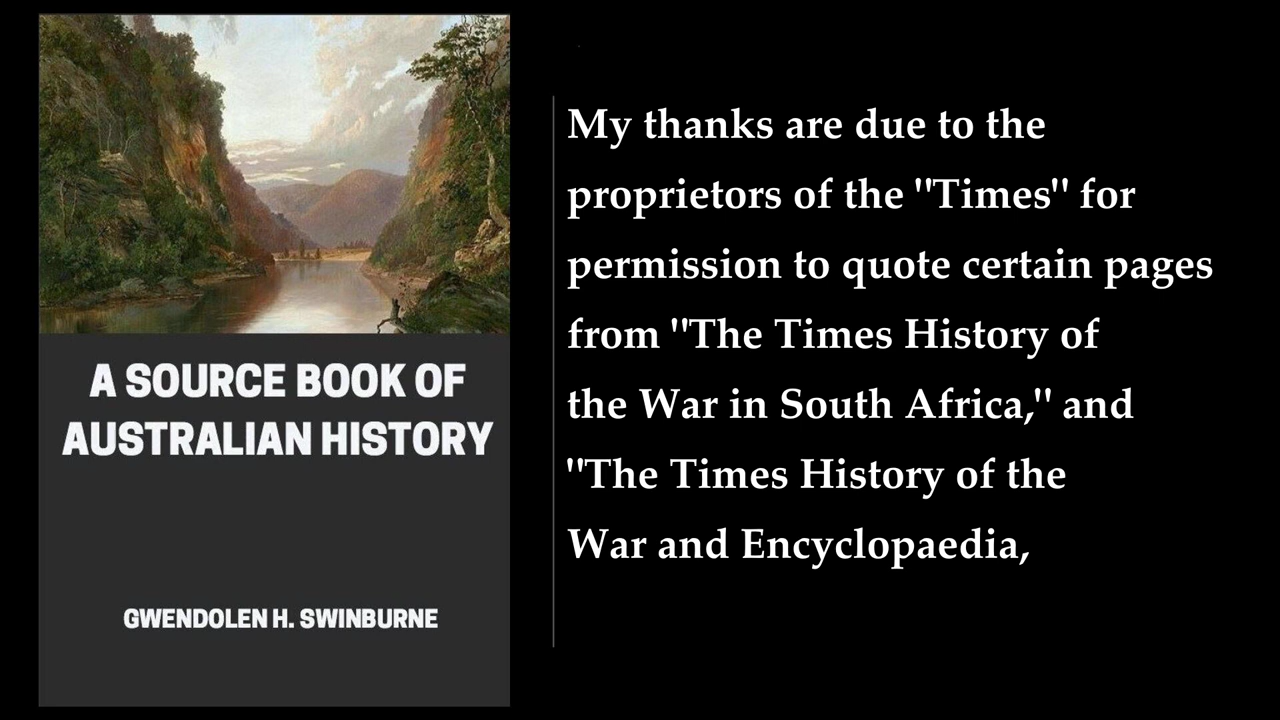 A SOURCE BOOK OF
AUSTRALIAN HISTORY
GWENDOLEN H. SWINBURNE
My thanks are due to the
proprietors of the "Times" for
permission to quote certain pages
from "The Times History of
the War in South Africa," and
"The Times History of the
War and Encyclopaedia,